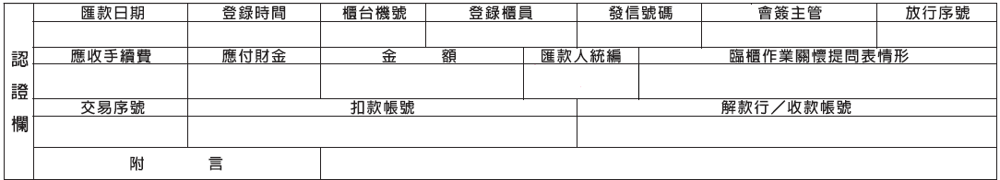 認證欄
匯款日期 登錄時間 櫃台機號 登錄櫃員 發信號碼 會簽主管 放行序號
應收手續費 應付財金 金 額 匯款人統編 臨櫃作業關懷提問表情形
交易序號 扣款帳號 解款行／收款帳號
附 言